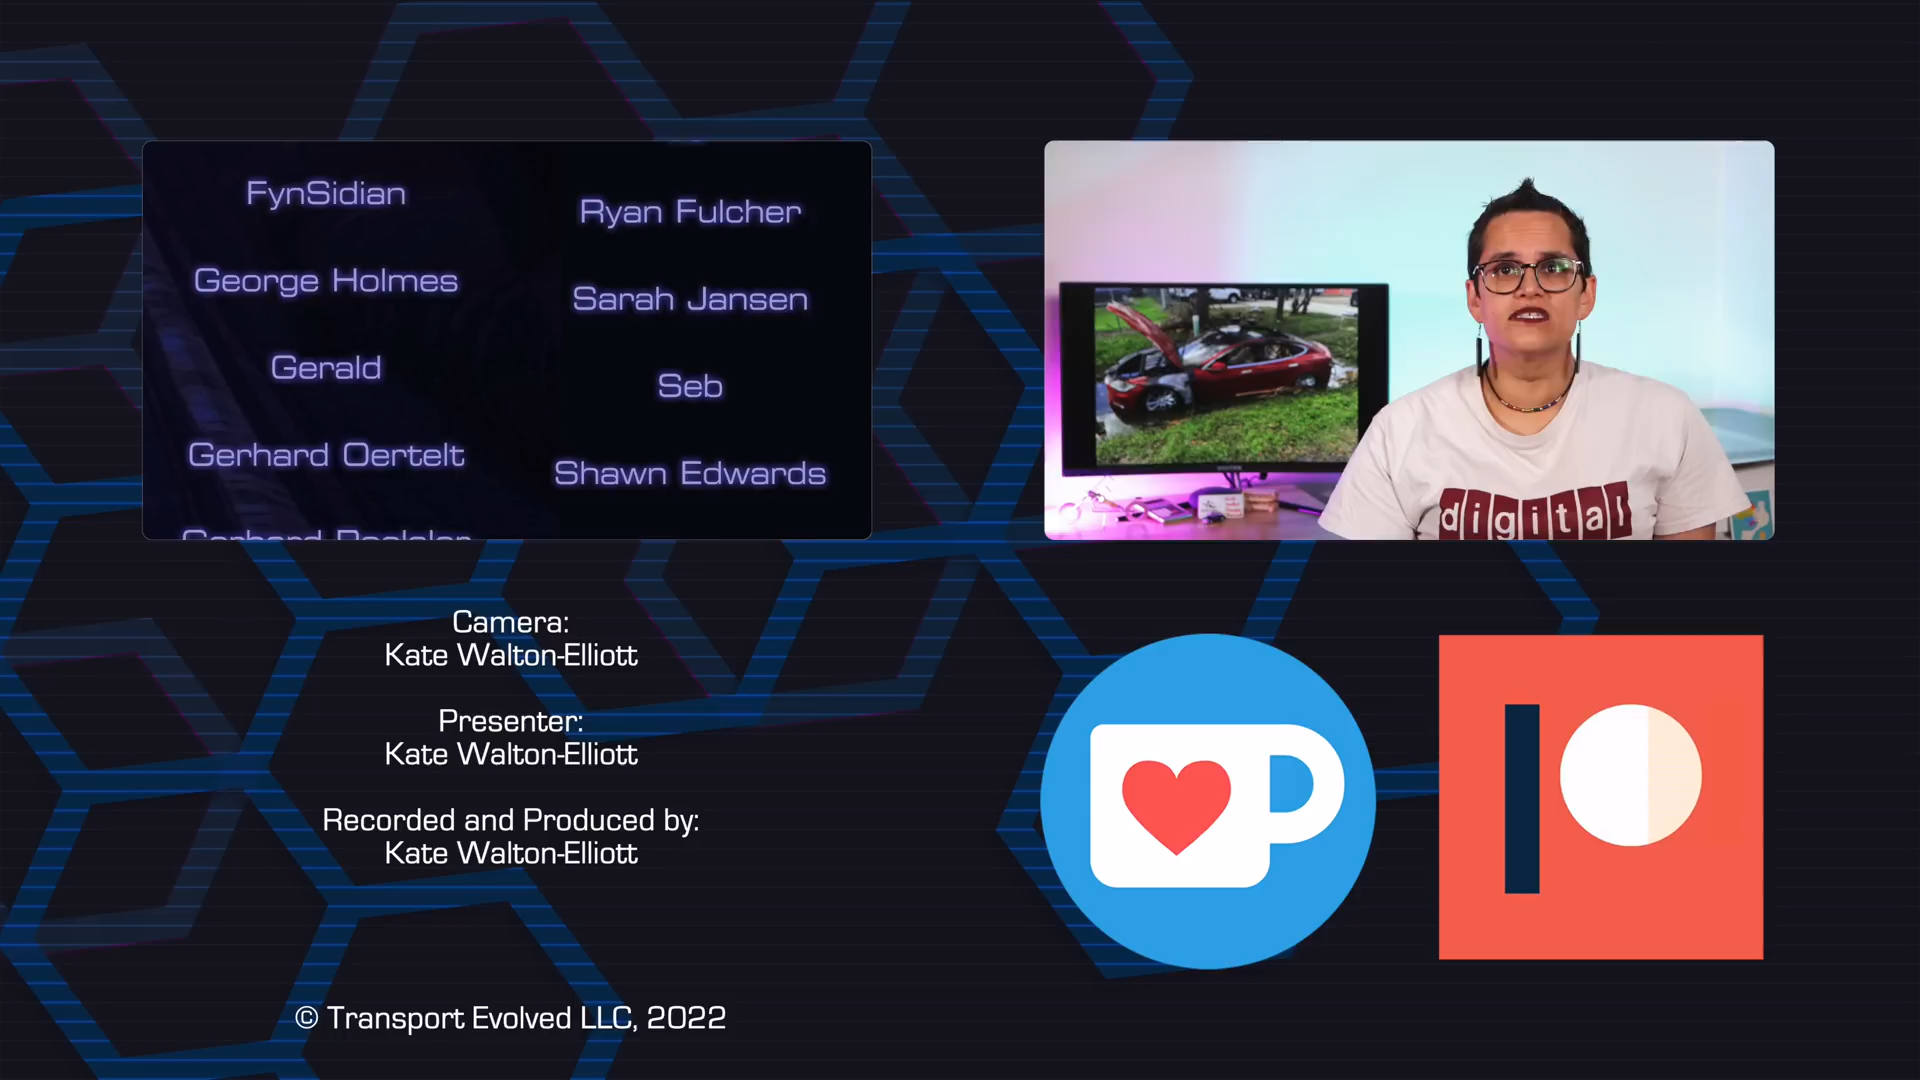 FynSidian
George Holmes
Gerald
Gerhard Oertelt
Gerhard
Ryan Fulcher
Sarah Jansen
Seb
Shawn Edwards
digital
Camera:
Kate Walton-Elliott
Presenter:
Kate Walton-Elliott
Recorded and Produced by:
Kate Walton-Elliott
© Transport Evolved LLC, 2022